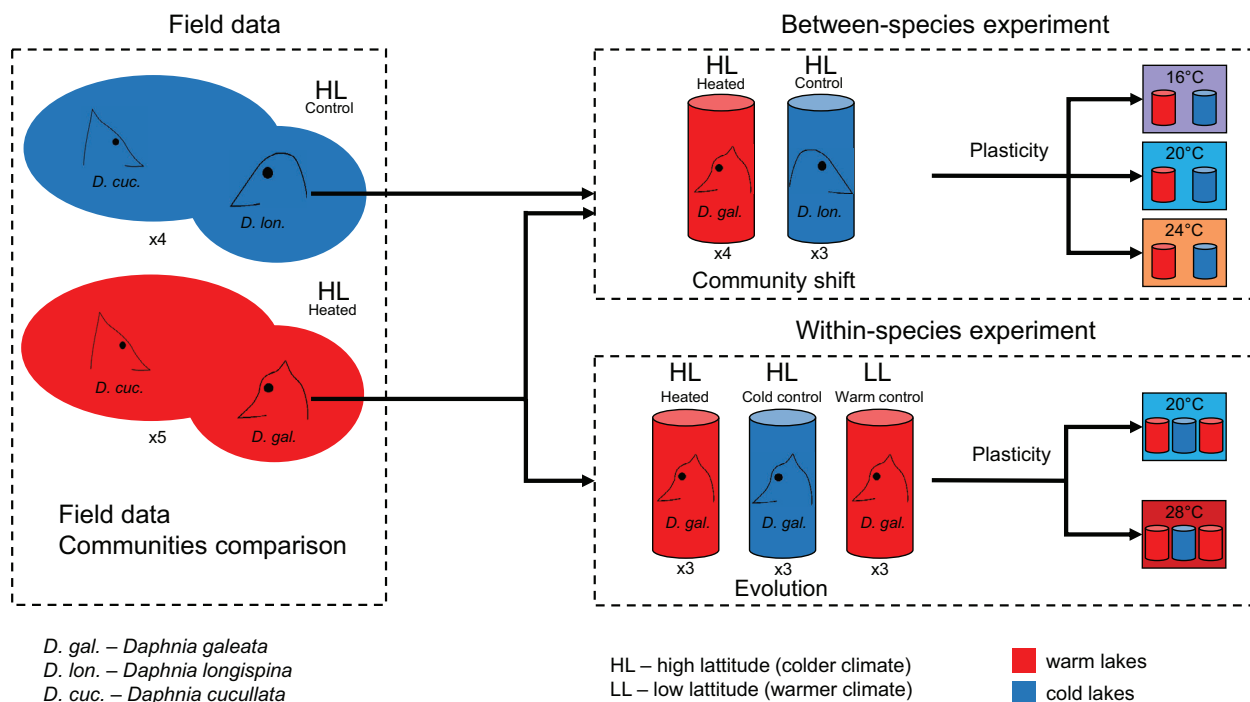 Field data
HL
Control
D. cuc.
D. lon.
x4
HL
Heated
D. cuc.
D. gal.
x5
Field data
Communities comparison
Between-species experiment
HL
Heated
HL
Control
D. gal.
D. lon.
x4
x3
Community shift
Plasticity
16°C
20°C
24°C
Within-species experiment
HL
Heated
HL
Cold control
LL
Warm control
D. gal.
D. gal.
D. gal.
x3
x3
x3
Evolution
Plasticity
20°C
28°C
D. gal. – Daphnia galeata
D. lon. – Daphnia longispina
D. cuc. – Daphnia cucullata
HL – high lattitude (colder climate)
LL – low lattitude (warmer climate)
warm lakes
cold lakes